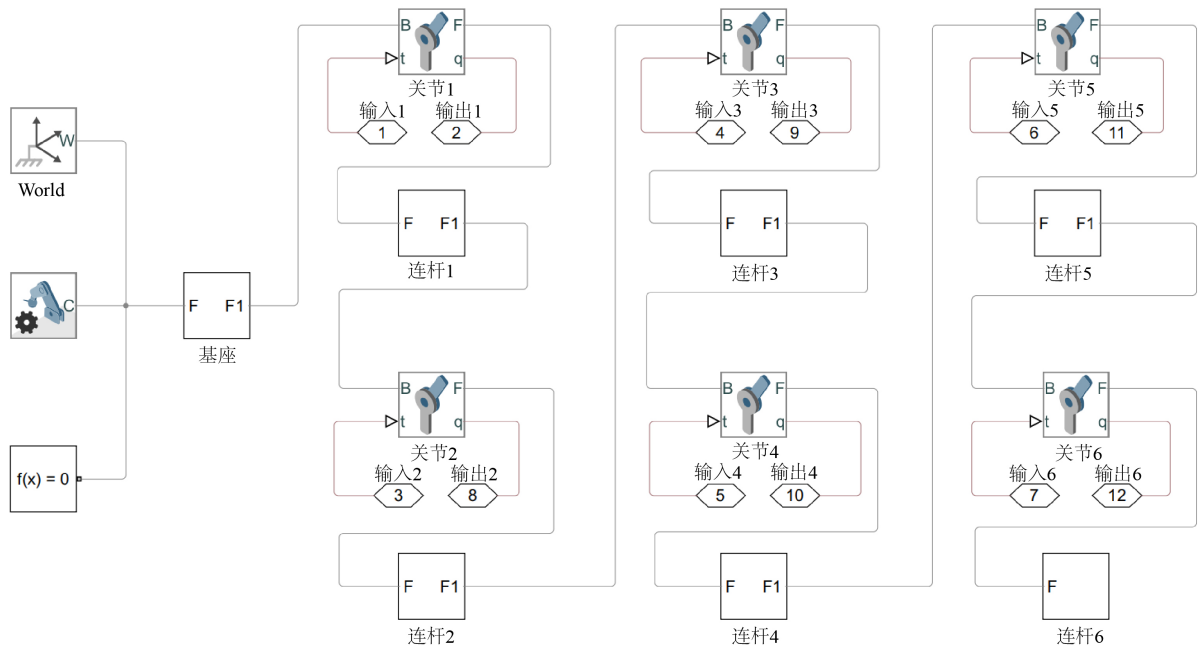 W
World
C
f(x) = 0
F F1
基座
B F
t q
关节1
输入1 输出1
1 2
F F1
连杆1
B F
t q
关节2
输入2 输出2
3 8
F F1
连杆2
B F
t q
关节3
输入3 输出3
4 9
F F1
连杆3
B F
t q
关节4
输入4 输出4
5 10
F F1
连杆4
B F
t q
关节5
输入5 输出5
6 11
F F1
连杆5
B F
t q
关节6
输入6 输出6
7 12
F
连杆6